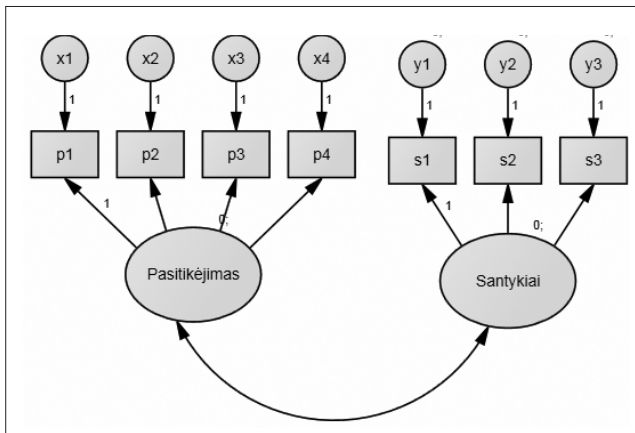 x1 x2 x3 x4 y1 y2 y3
1 1 1 1 1 1 1
p1 p2 p3 p4 s1 s2 s3
1 0; 1 0;
Pasitikėjimas Santykiai